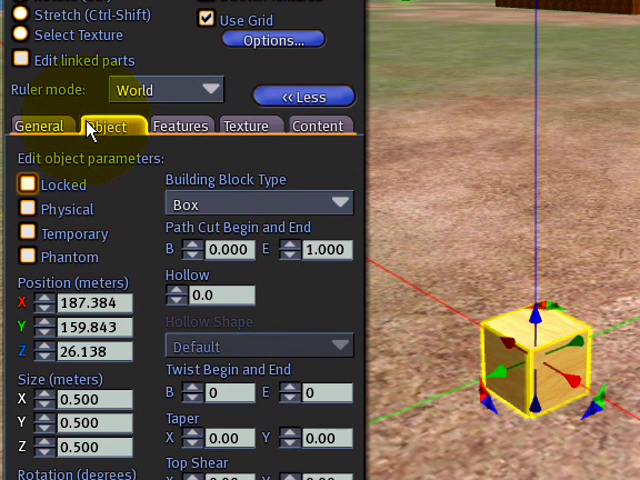 Stretch (Ctrl-Shift)
Select Texture
Use Grid
Options...
Edit linked parts
Ruler mode: World
<< Less
General Object Features Texture Content
Edit object parameters:
Locked
Physical
Temporary
Phantom
Position (meters)
X 187.384
Y 159.843
Z 26.138
Size (meters)
X 0.500
Y 0.500
Z 0.500
Rotation (degrees)
Building Block Type
Box
Path Cut Begin and End
B 0.000 E 1.000
Hollow
0.0
Hollow Shape
Default
Twist Begin and End
B 0 E 0
Taper
X 0.00 Y 0.00
Top Shear